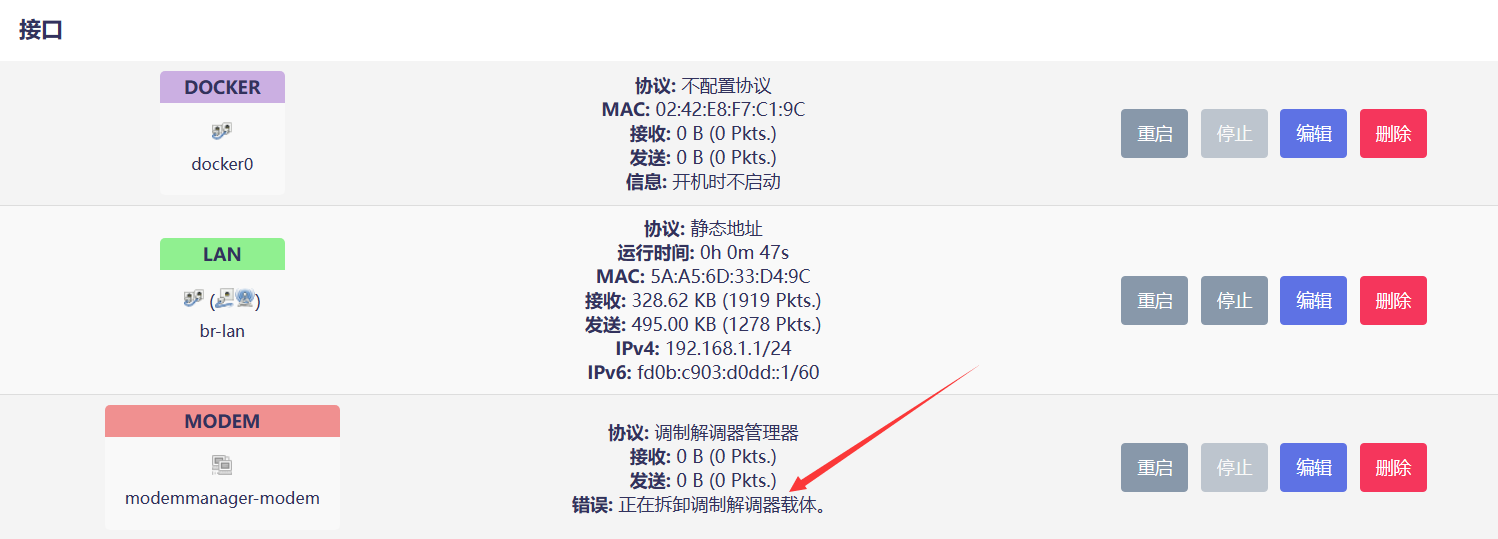 接口
DOCKER
docker0
协议: 不配置协议
MAC: 02:42:E8:F7:C1:9C
接收: 0 B (0 Pkts.)
发送: 0 B (0 Pkts.)
信息: 开机时不启动
重启 停止 编辑 删除
LAN
( )
br-lan
协议: 静态地址
运行时间: 0h 0m 47s
MAC: 5A:A5:6D:33:D4:9C
接收: 328.62 KB (1919 Pkts.)
发送: 495.00 KB (1278 Pkts.)
IPv4: 192.168.1.1/24
IPv6: fd0b:c903:d0dd::1/60
重启 停止 编辑 删除
MODEM
modemmanager-modem
协议: 调制解调器管理器
接收: 0 B (0 Pkts.)
发送: 0 B (0 Pkts.)
错误: 正在拆卸调制解调器载体。
重启 停止 编辑 删除